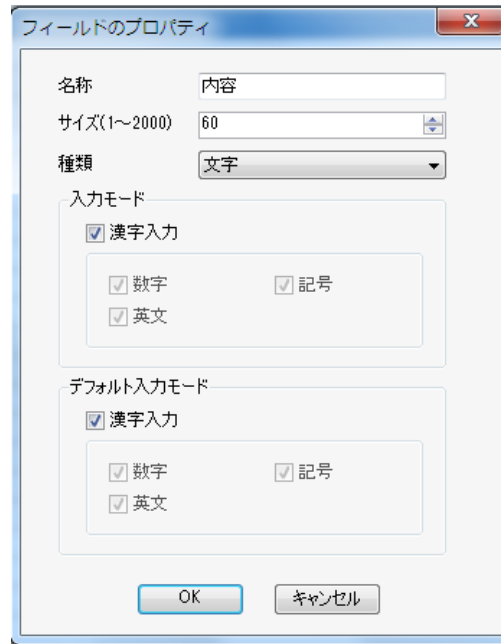 フィールドのプロパティ
名称 内容
サイズ(1～2000) 60
種類 文字
入力モード
漢字入力
数字 記号
英文
デフォルト入力モード
漢字入力
数字 記号
英文
OK キャンセル